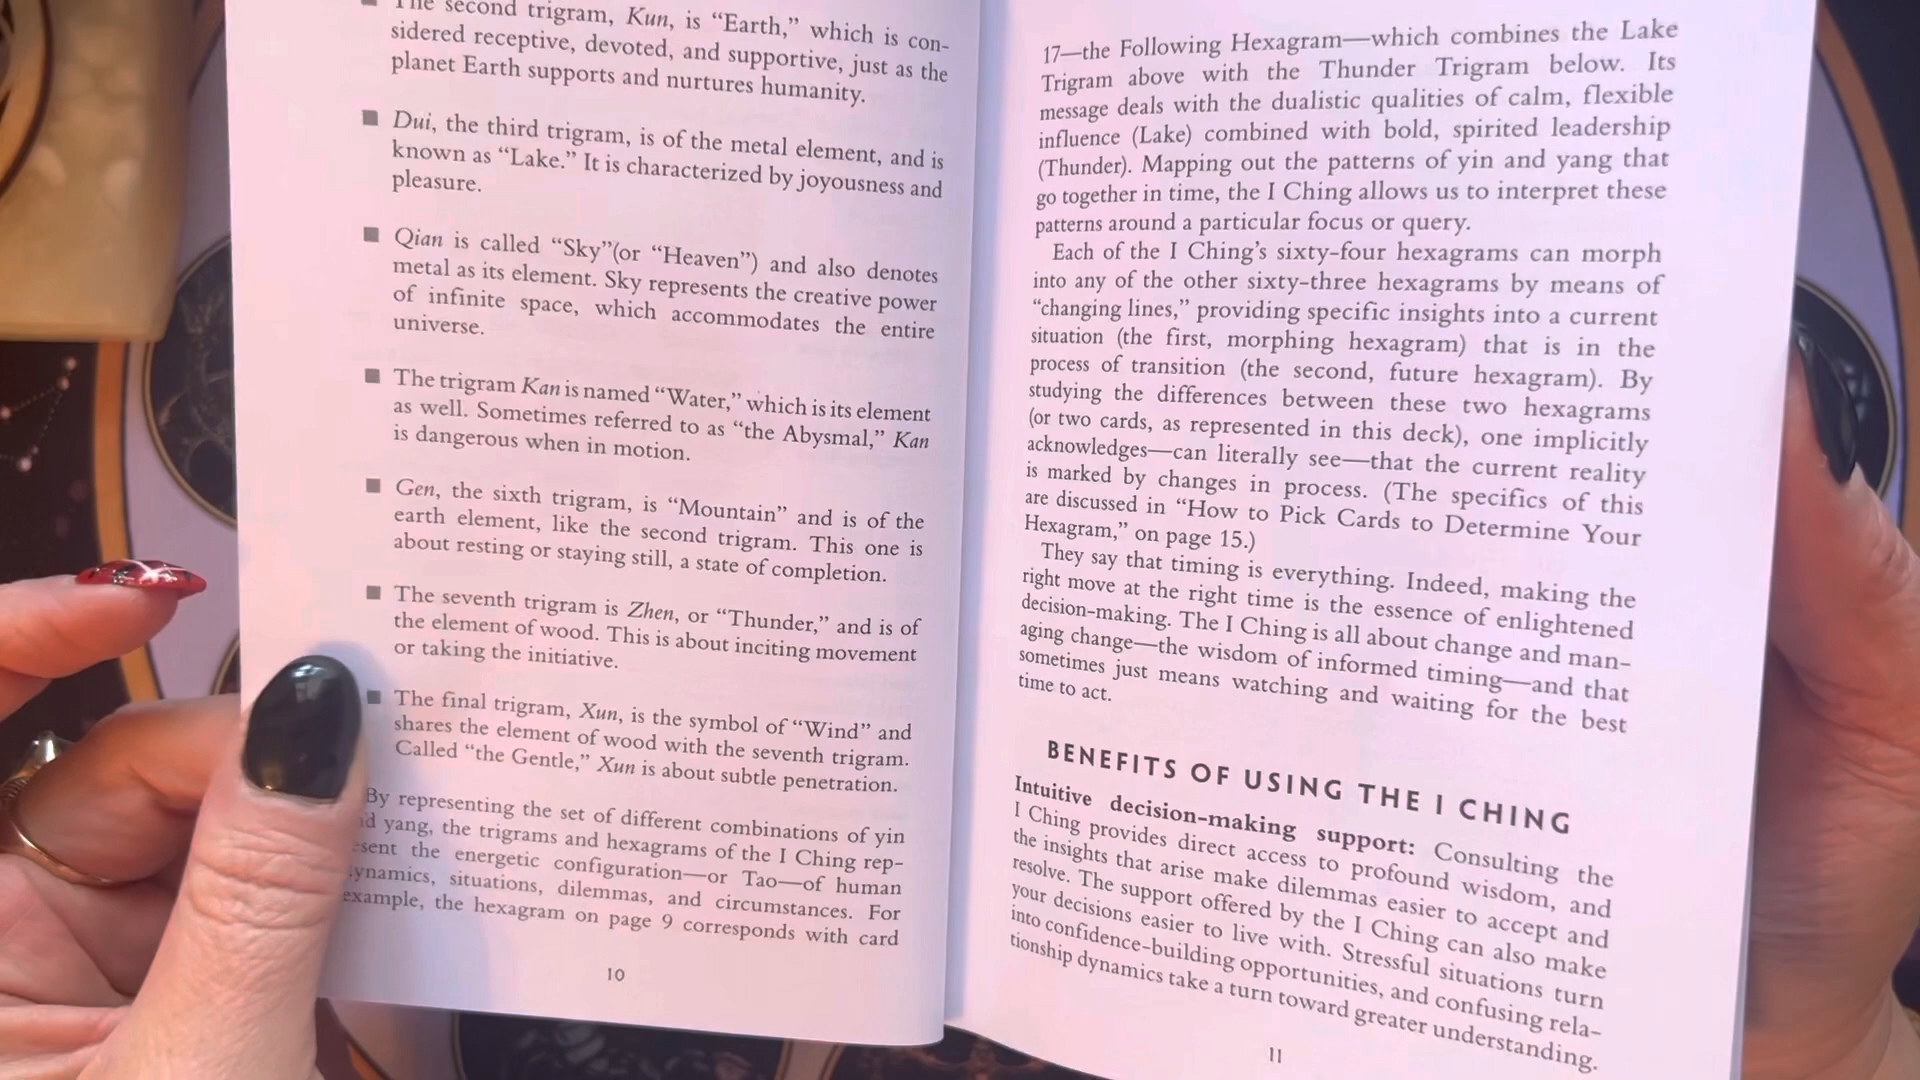 The second trigram, Kun, is “Earth,” which is con-
sidered receptive, devoted, and supportive, just as the
planet Earth supports and nurtures humanity.
■ Dui, the third trigram, is of the metal element, and is
known as “Lake.” It is characterized by joyousness and
pleasure.
■ Qian is called “Sky”(or “Heaven”) and also denotes
metal as its element. Sky represents the creative power
of infinite space, which accommodates the entire
universe.
■ The trigram Kan is named “Water,” which is its element
as well. Sometimes referred to as “the Abysmal,” Kan
is dangerous when in motion.
■ Gen, the sixth trigram, is “Mountain” and is of the
earth element, like the second trigram. This one is
about resting or staying still, a state of completion.
■ The seventh trigram is Zhen, or “Thunder,” and is of
the element of wood. This is about inciting movement
or taking the initiative.
■ The final trigram, Xun, is the symbol of “Wind” and
shares the element of wood with the seventh trigram.
Called “the Gentle,” Xun is about subtle penetration.
By representing the set of different combinations of yin
yang, the trigrams and hexagrams of the I Ching rep-
the energetic configuration—or Tao—of human
situations, dilemmas, and circumstances. For
example, the hexagram on page 9 corresponds with card
10
17—the Following Hexagram—which combines the Lake
Trigram above with the Thunder Trigram below. Its
message deals with the dualistic qualities of calm, flexible
influence (Lake) combined with bold, spirited leadership
(Thunder). Mapping out the patterns of yin and yang that
go together in time, the I Ching allows us to interpret these
patterns around a particular focus or query.
Each of the I Ching’s sixty-four hexagrams can morph
into any of the other sixty-three hexagrams by means of
“changing lines,” providing specific insights into a current
situation (the first, morphing hexagram) that is in the
process of transition (the second, future hexagram). By
studying the differences between these two hexagrams
(or two cards, as represented in this deck), one implicitly
acknowledges—can literally see—that the current reality
is marked by changes in process. (The specifics of this
are discussed in “How to Pick Cards to Determine Your
Hexagram,” on page 15.)
They say that timing is everything. Indeed, making the
right move at the right time is the essence of enlightened
decision-making. The I Ching is all about change and man-
aging change—the wisdom of informed timing—and that
sometimes just means watching and waiting for the best
time to act.
BENEFITS OF USING THE I CHING
Intuitive decision-making support: Consulting the
I Ching provides direct access to profound wisdom, and
the insights that arise make dilemmas easier to accept and
resolve. The support offered by the I Ching can also make
your decisions easier to live with. Stressful situations turn
into confidence-building opportunities, and confusing rela-
tionship dynamics take a turn toward greater understanding.
11